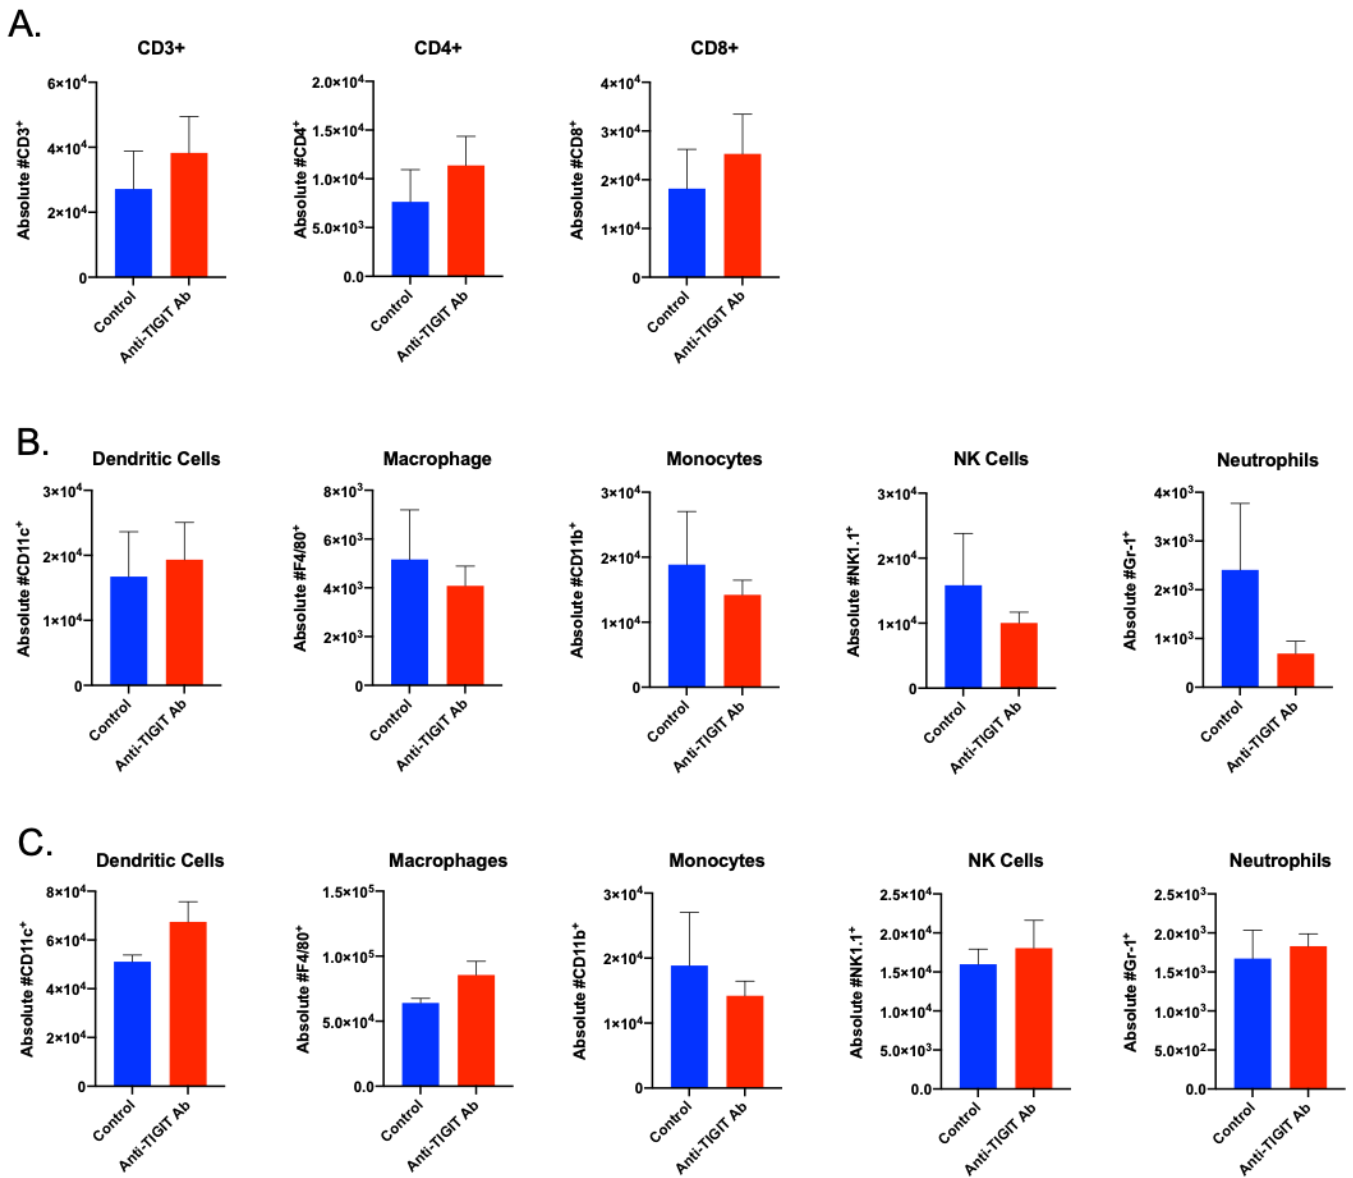 A.
CD3+
Absolute #CD3⁺
6×10⁴
4×10⁴
2×10⁴
0
Control
Anti-TIGIT Ab
CD4+
Absolute #CD4⁺
2.0×10⁴
1.5×10⁴
1.0×10⁴
5.0×10³
0.0
Control
Anti-TIGIT Ab
CD8+
Absolute #CD8⁺
4×10⁴
3×10⁴
2×10⁴
1×10⁴
0
Control
Anti-TIGIT Ab
B.
Dendritic Cells
Absolute #CD11c⁺
3×10⁴
2×10⁴
1×10⁴
0
Control
Anti-TIGIT Ab
Macrophage
Absolute #F4/80⁺
8×10³
6×10³
4×10³
2×10³
0
Control
Anti-TIGIT Ab
Monocytes
Absolute #CD11b⁺
3×10⁴
2×10⁴
1×10⁴
0
Control
Anti-TIGIT Ab
NK Cells
Absolute #NK1.1⁺
3×10⁴
2×10⁴
1×10⁴
0
Control
Anti-TIGIT Ab
Neutrophils
Absolute #Gr-1⁺
4×10³
3×10³
2×10³
1×10³
0
Control
Anti-TIGIT Ab
C.
Dendritic Cells
Absolute #CD11c⁺
8×10⁴
6×10⁴
4×10⁴
2×10⁴
0
Control
Anti-TIGIT Ab
Macrophages
Absolute #F4/80⁺
1.5×10⁵
1.0×10⁵
5.0×10⁴
0.0
Control
Anti-TIGIT Ab
Monocytes
Absolute #CD11b⁺
3×10⁴
2×10⁴
1×10⁴
0
Control
Anti-TIGIT Ab
NK Cells
Absolute #NK1.1⁺
2.5×10⁴
2.0×10⁴
1.5×10⁴
1.0×10⁴
5.0×10³
0.0
Control
Anti-TIGIT Ab
Neutrophils
Absolute #Gr-1⁺
2.5×10³
2.0×10³
1.5×10³
1.0×10³
5.0×10²
0.0
Control
Anti-TIGIT Ab